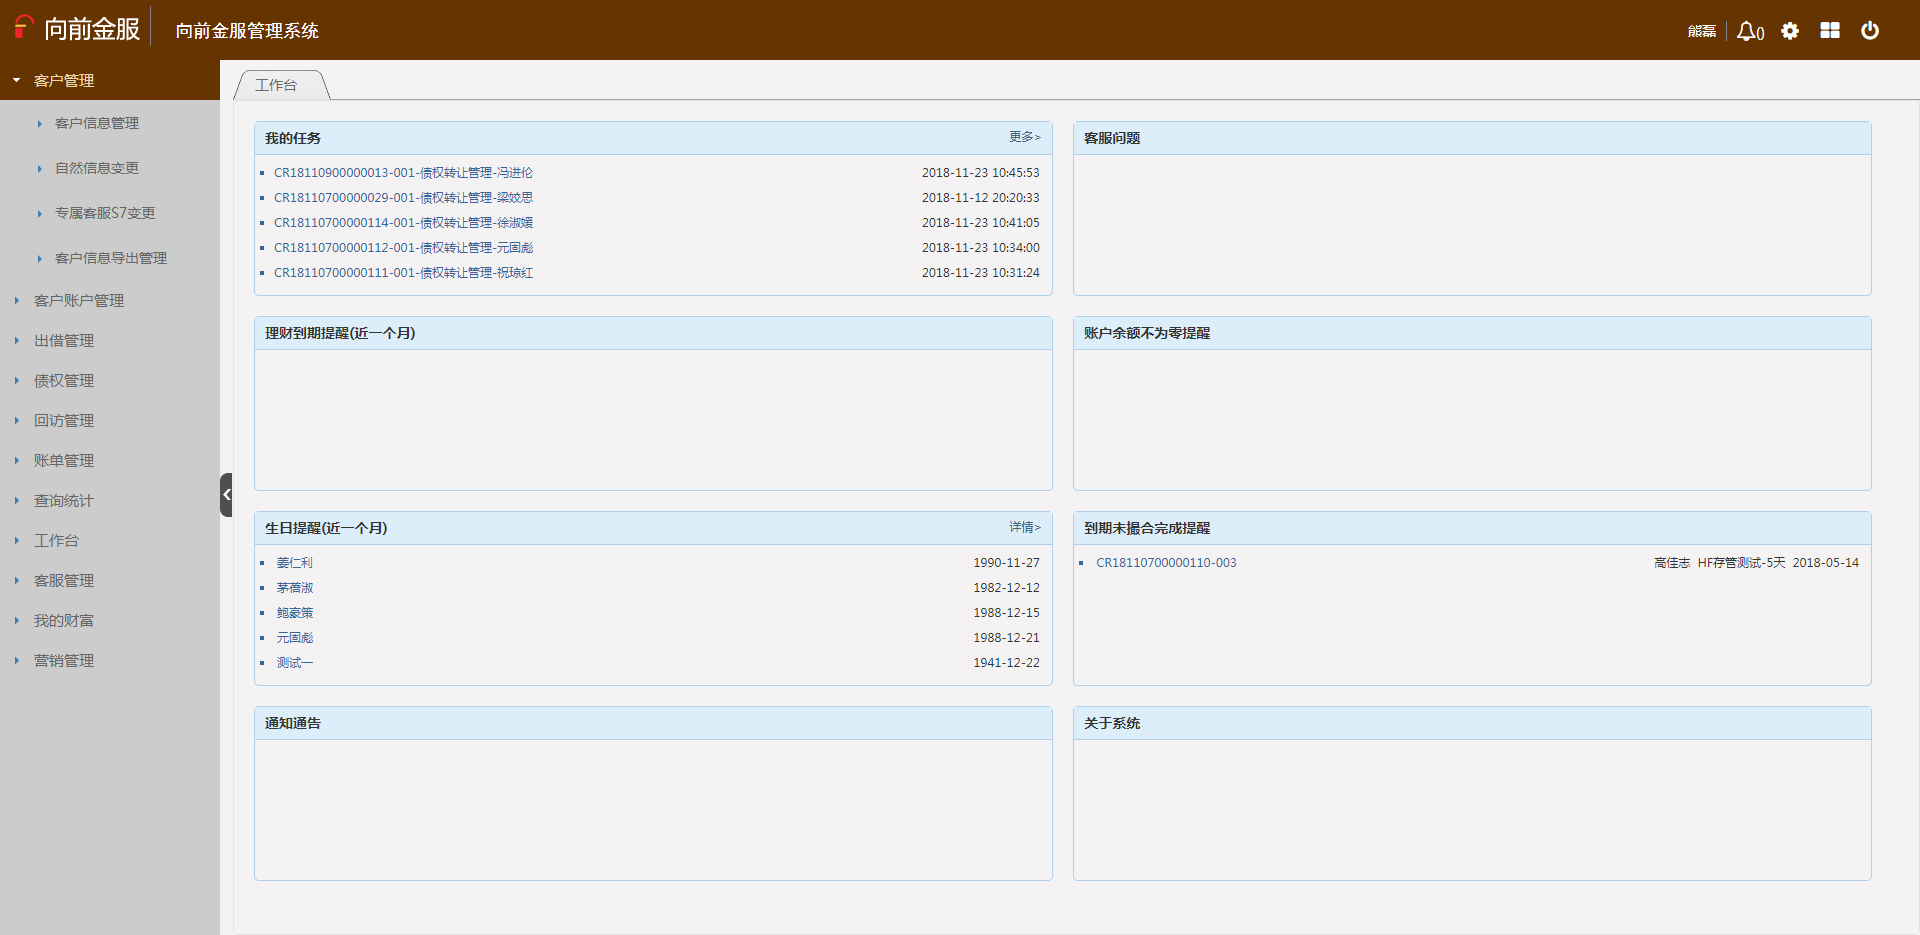 向前金服
向前金服管理系统
熊磊
0
客户管理
客户信息管理
自然信息变更
专属客服S7变更
客户信息导出管理
客户账户管理
出借管理
债权管理
回访管理
账单管理
查询统计
工作台
客服管理
我的财富
营销管理
工作台
我的任务 更多>
CR18110900000013-001-债权转让管理-冯进伦 2018-11-23 10:45:53
CR18110700000029-001-债权转让管理-梁姣思 2018-11-12 20:20:33
CR18110700000114-001-债权转让管理-徐淑媛 2018-11-23 10:41:05
CR18110700000112-001-债权转让管理-元固彪 2018-11-23 10:34:00
CR18110700000111-001-债权转让管理-祝琼红 2018-11-23 10:31:24
客服问题
理财到期提醒(近一个月)
账户余额不为零提醒
生日提醒(近一个月) 详情>
姜仁利 1990-11-27
茅蓓淑 1982-12-12
鲍豪策 1988-12-15
元固彪 1988-12-21
测试一 1941-12-22
到期未撮合完成提醒
CR18110700000110-003 高佳志 HF存管测试-5天 2018-05-14
通知通告
关于系统